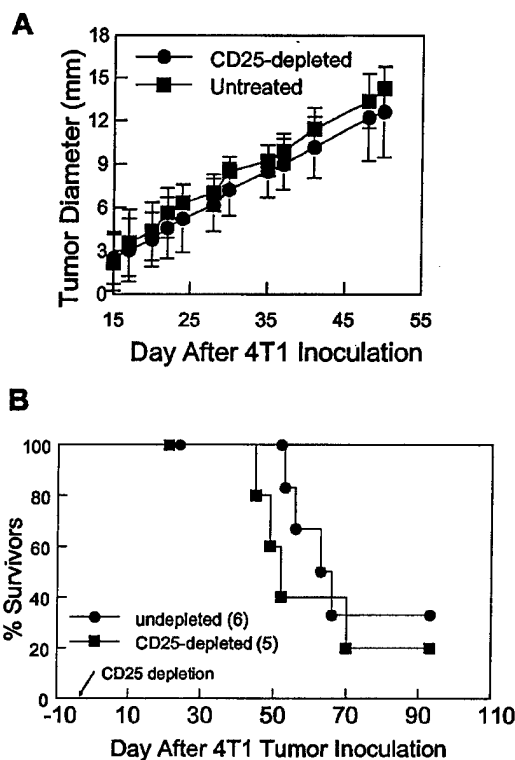 A
18
CD25-depleted
15
Untreated
12
9
6
3
0
Tumor Diameter (mm)
15 25 35 45 55
Day After 4T1 Inoculation
B
100
80
60
40
20
0
% Survivors
undepleted (6)
CD25-depleted (5)
CD25 depletion
-10 10 30 50 70 90 110
Day After 4T1 Tumor Inoculation